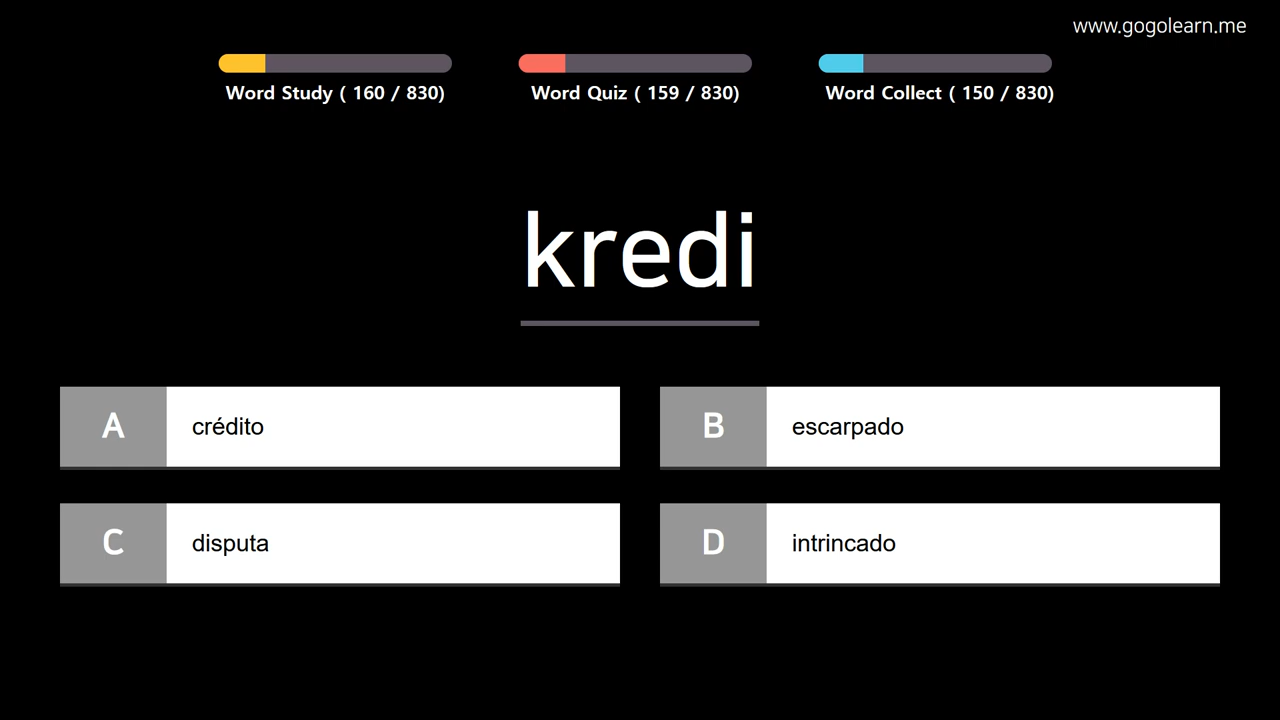 www.gogolearn.me
Word Study ( 160 / 830)
Word Quiz ( 159 / 830)
Word Collect ( 150 / 830)
kredi
A crédito
B escarpado
C disputa
D intrincado